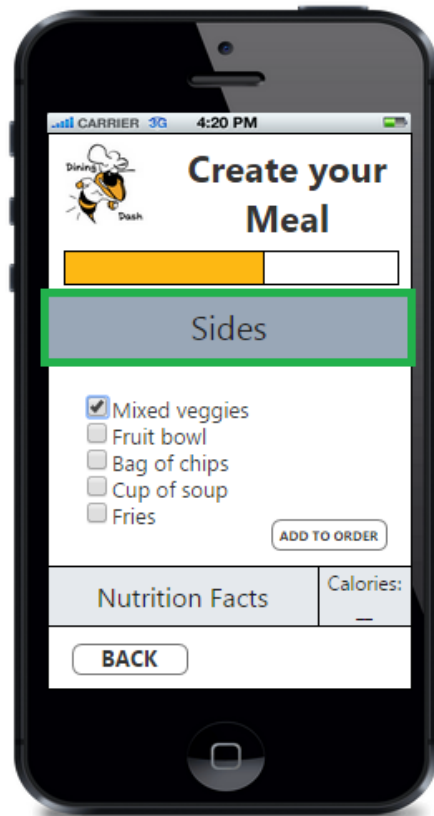 CARRIER 3G 4:20 PM
Dining
Dash
Create your
Meal
Sides
Mixed veggies
Fruit bowl
Bag of chips
Cup of soup
Fries
ADD TO ORDER
Nutrition Facts
Calories:
_
BACK